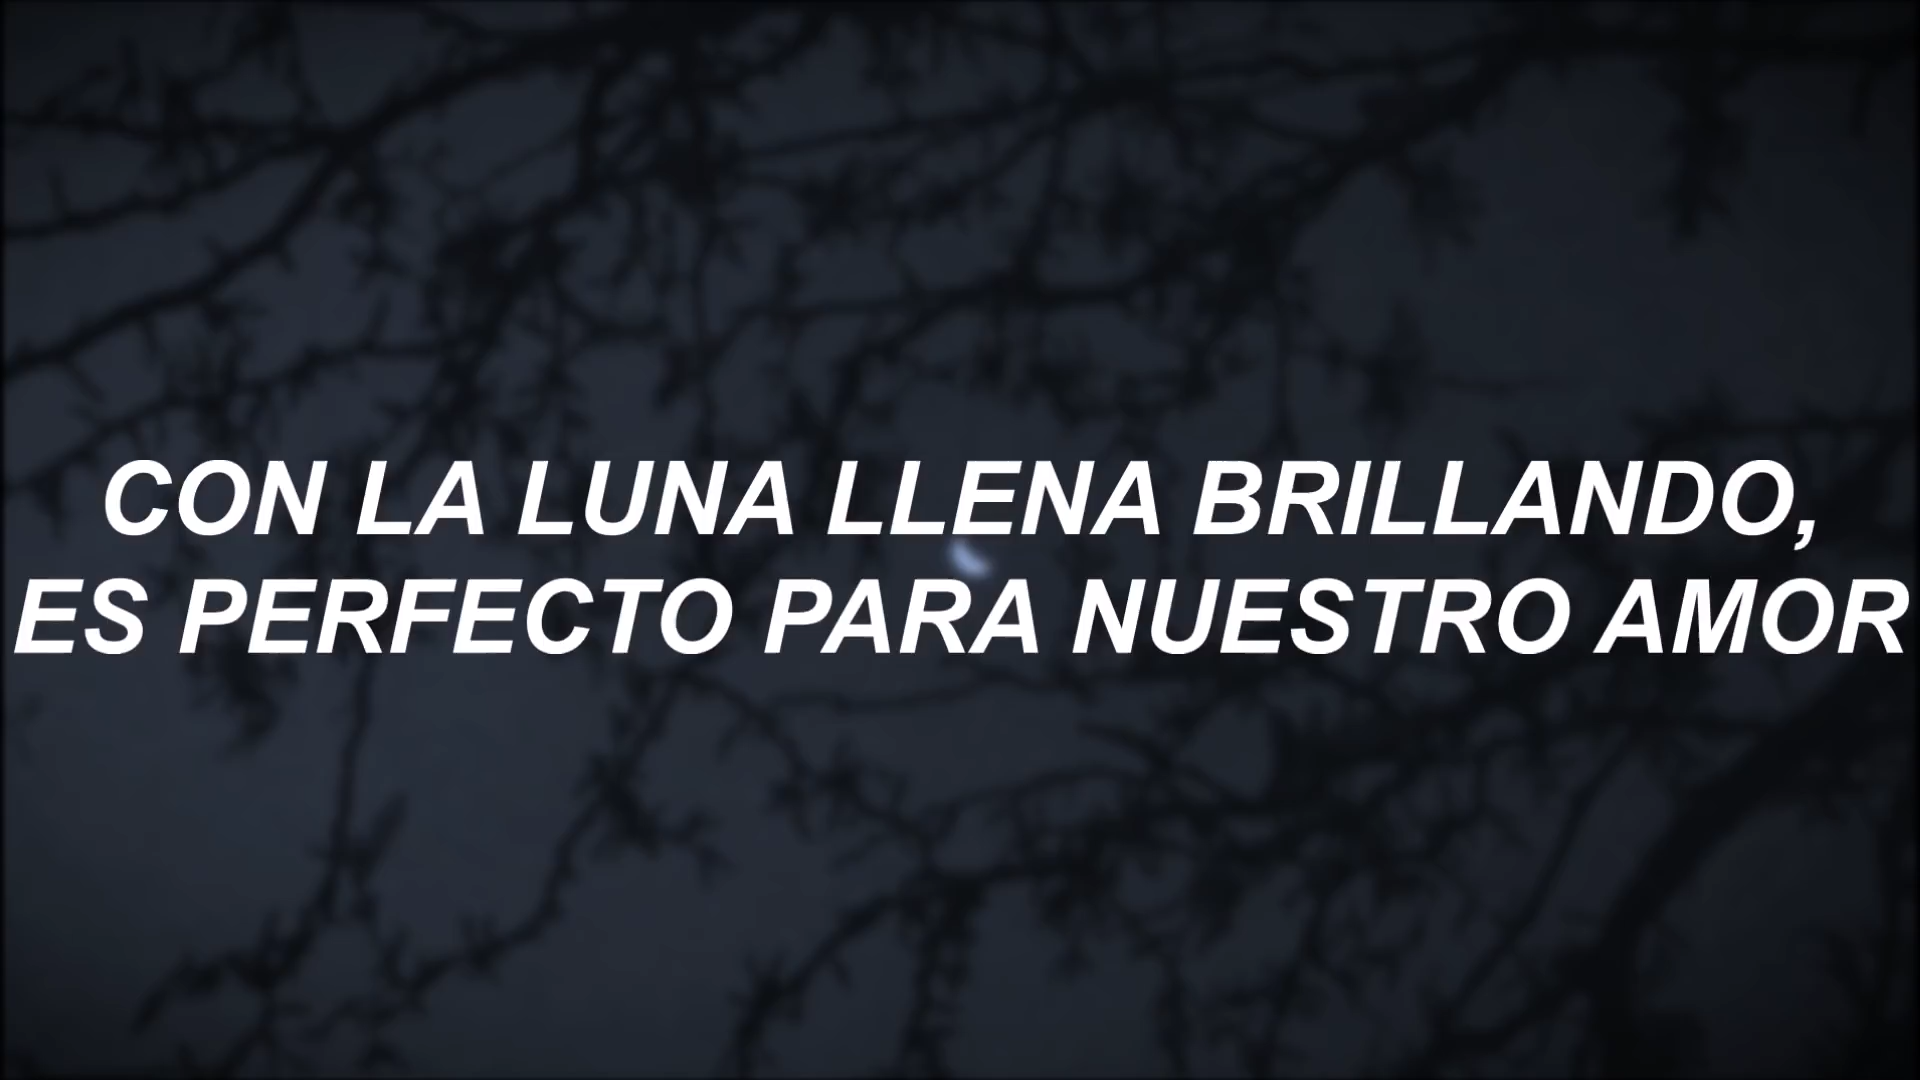 CON LA LUNA LLENA BRILLANDO,
ES PERFECTO PARA NUESTRO AMOR